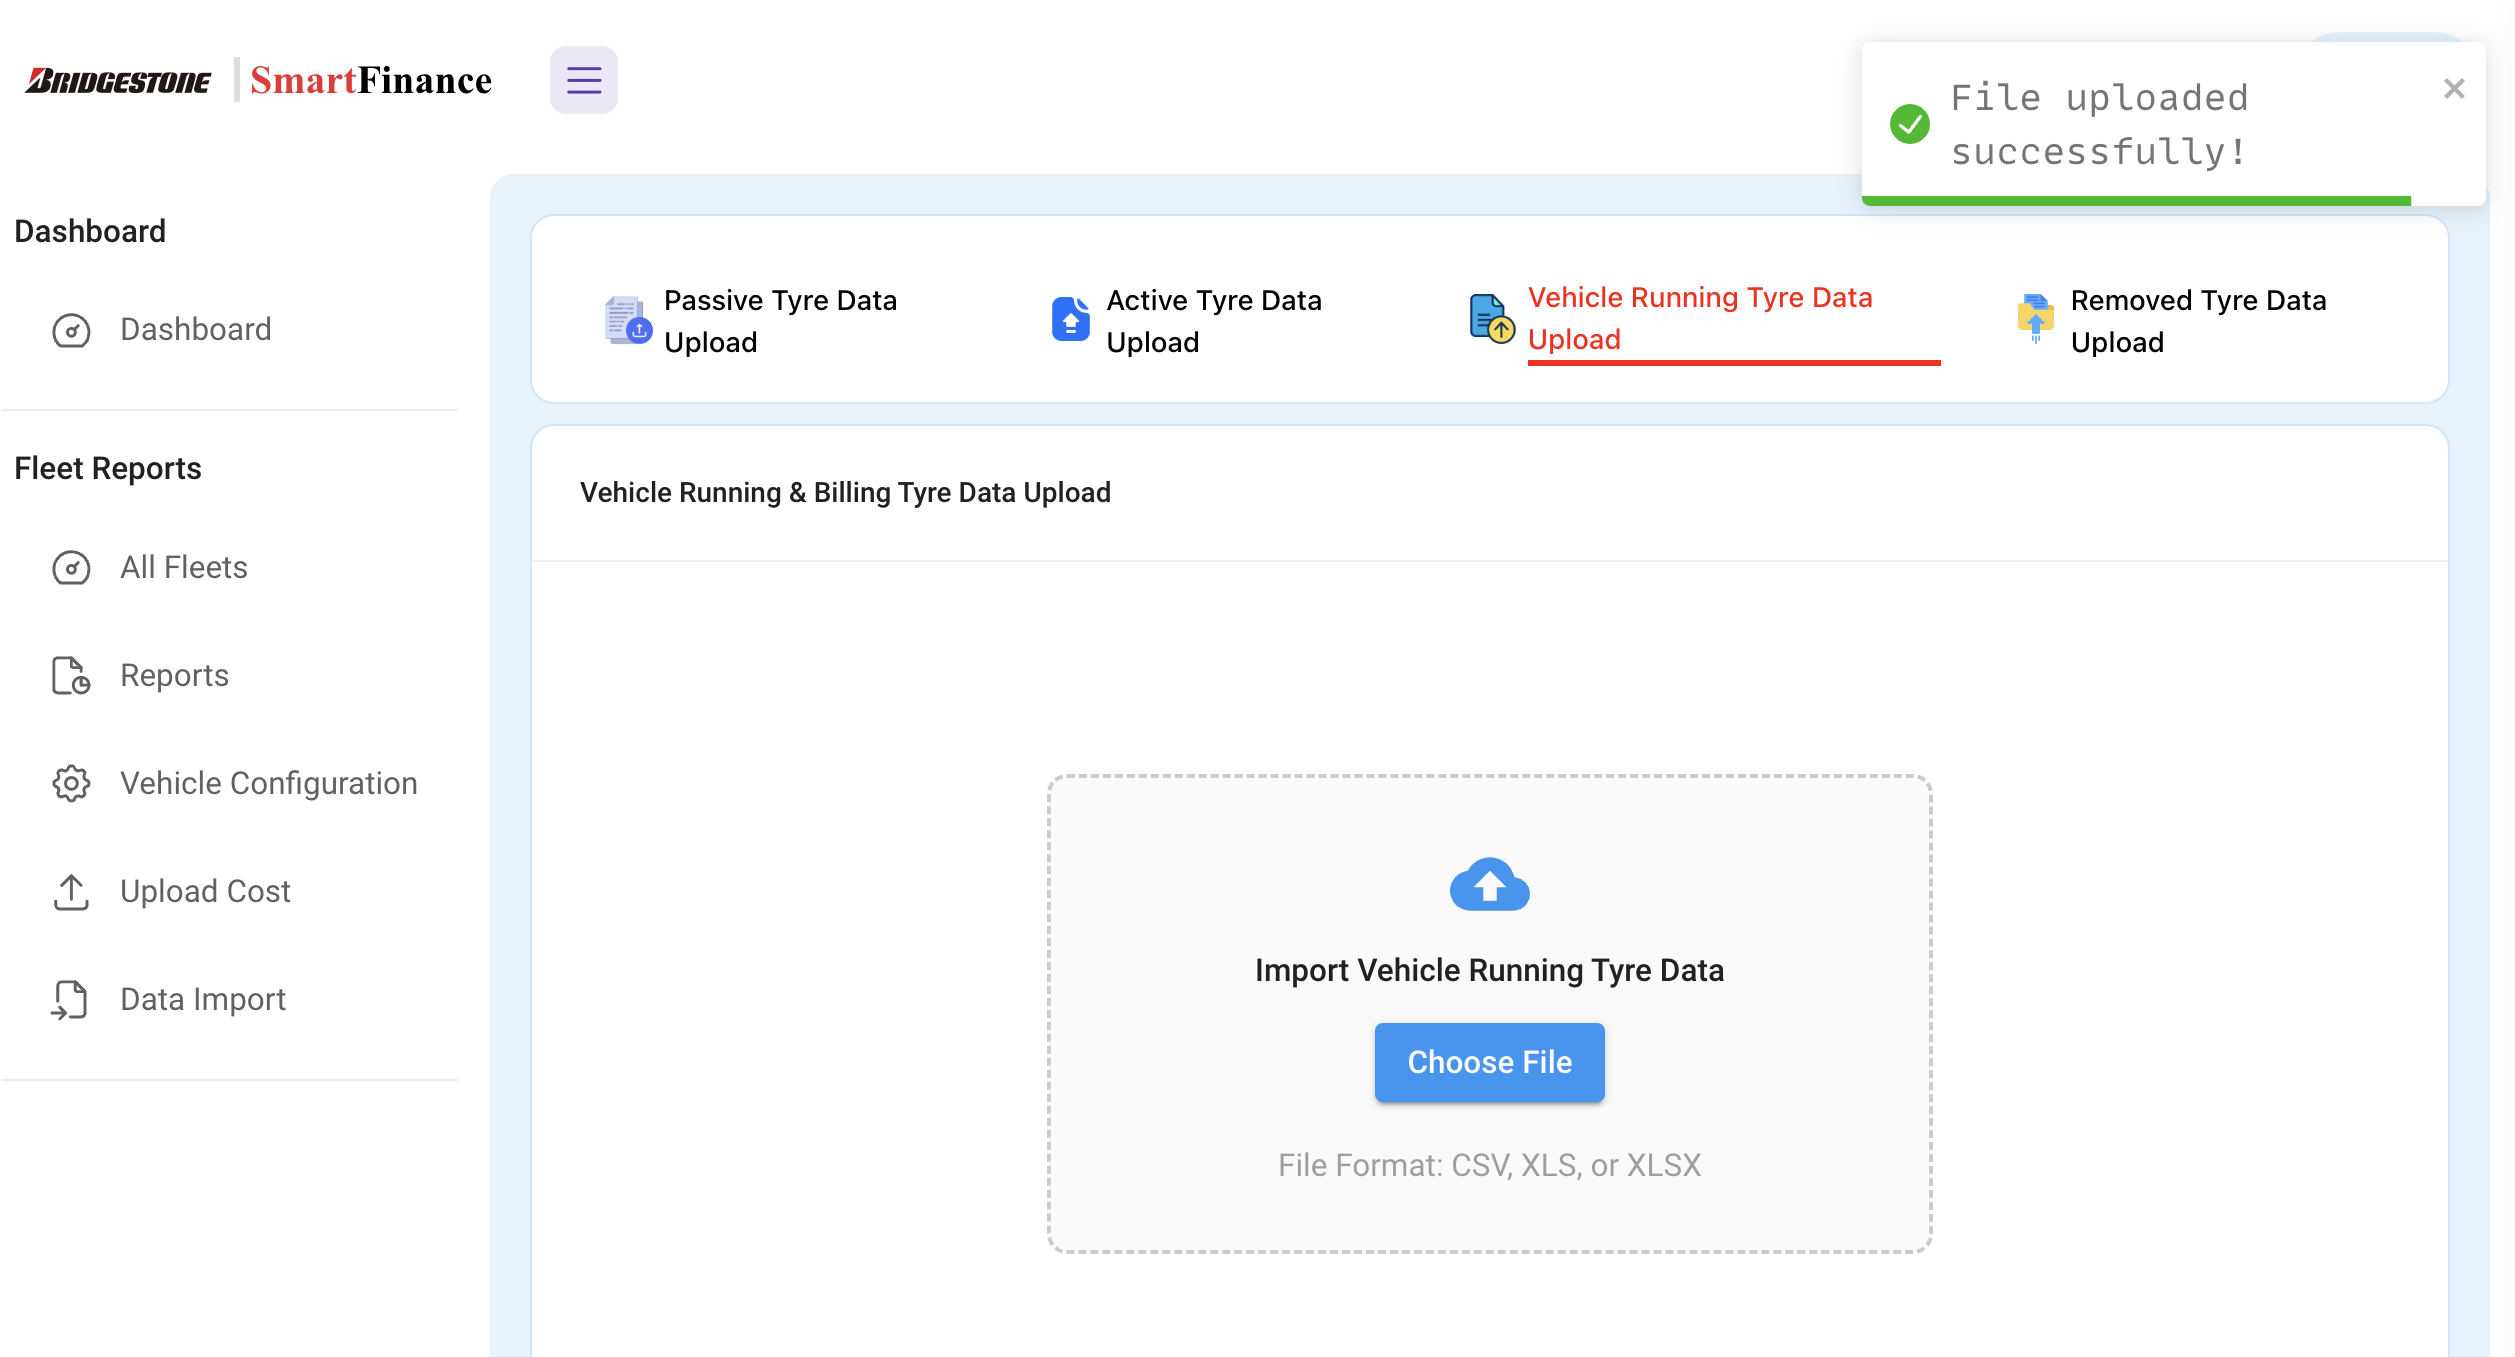 BRIDGESTONE SmartFinance
File uploaded
successfully!
Dashboard
Dashboard
Fleet Reports
All Fleets
Reports
Vehicle Configuration
Upload Cost
Data Import
Passive Tyre Data
Upload
Active Tyre Data
Upload
Vehicle Running Tyre Data
Upload
Removed Tyre Data
Upload
Vehicle Running & Billing Tyre Data Upload
Import Vehicle Running Tyre Data
Choose File
File Format: CSV, XLS, or XLSX